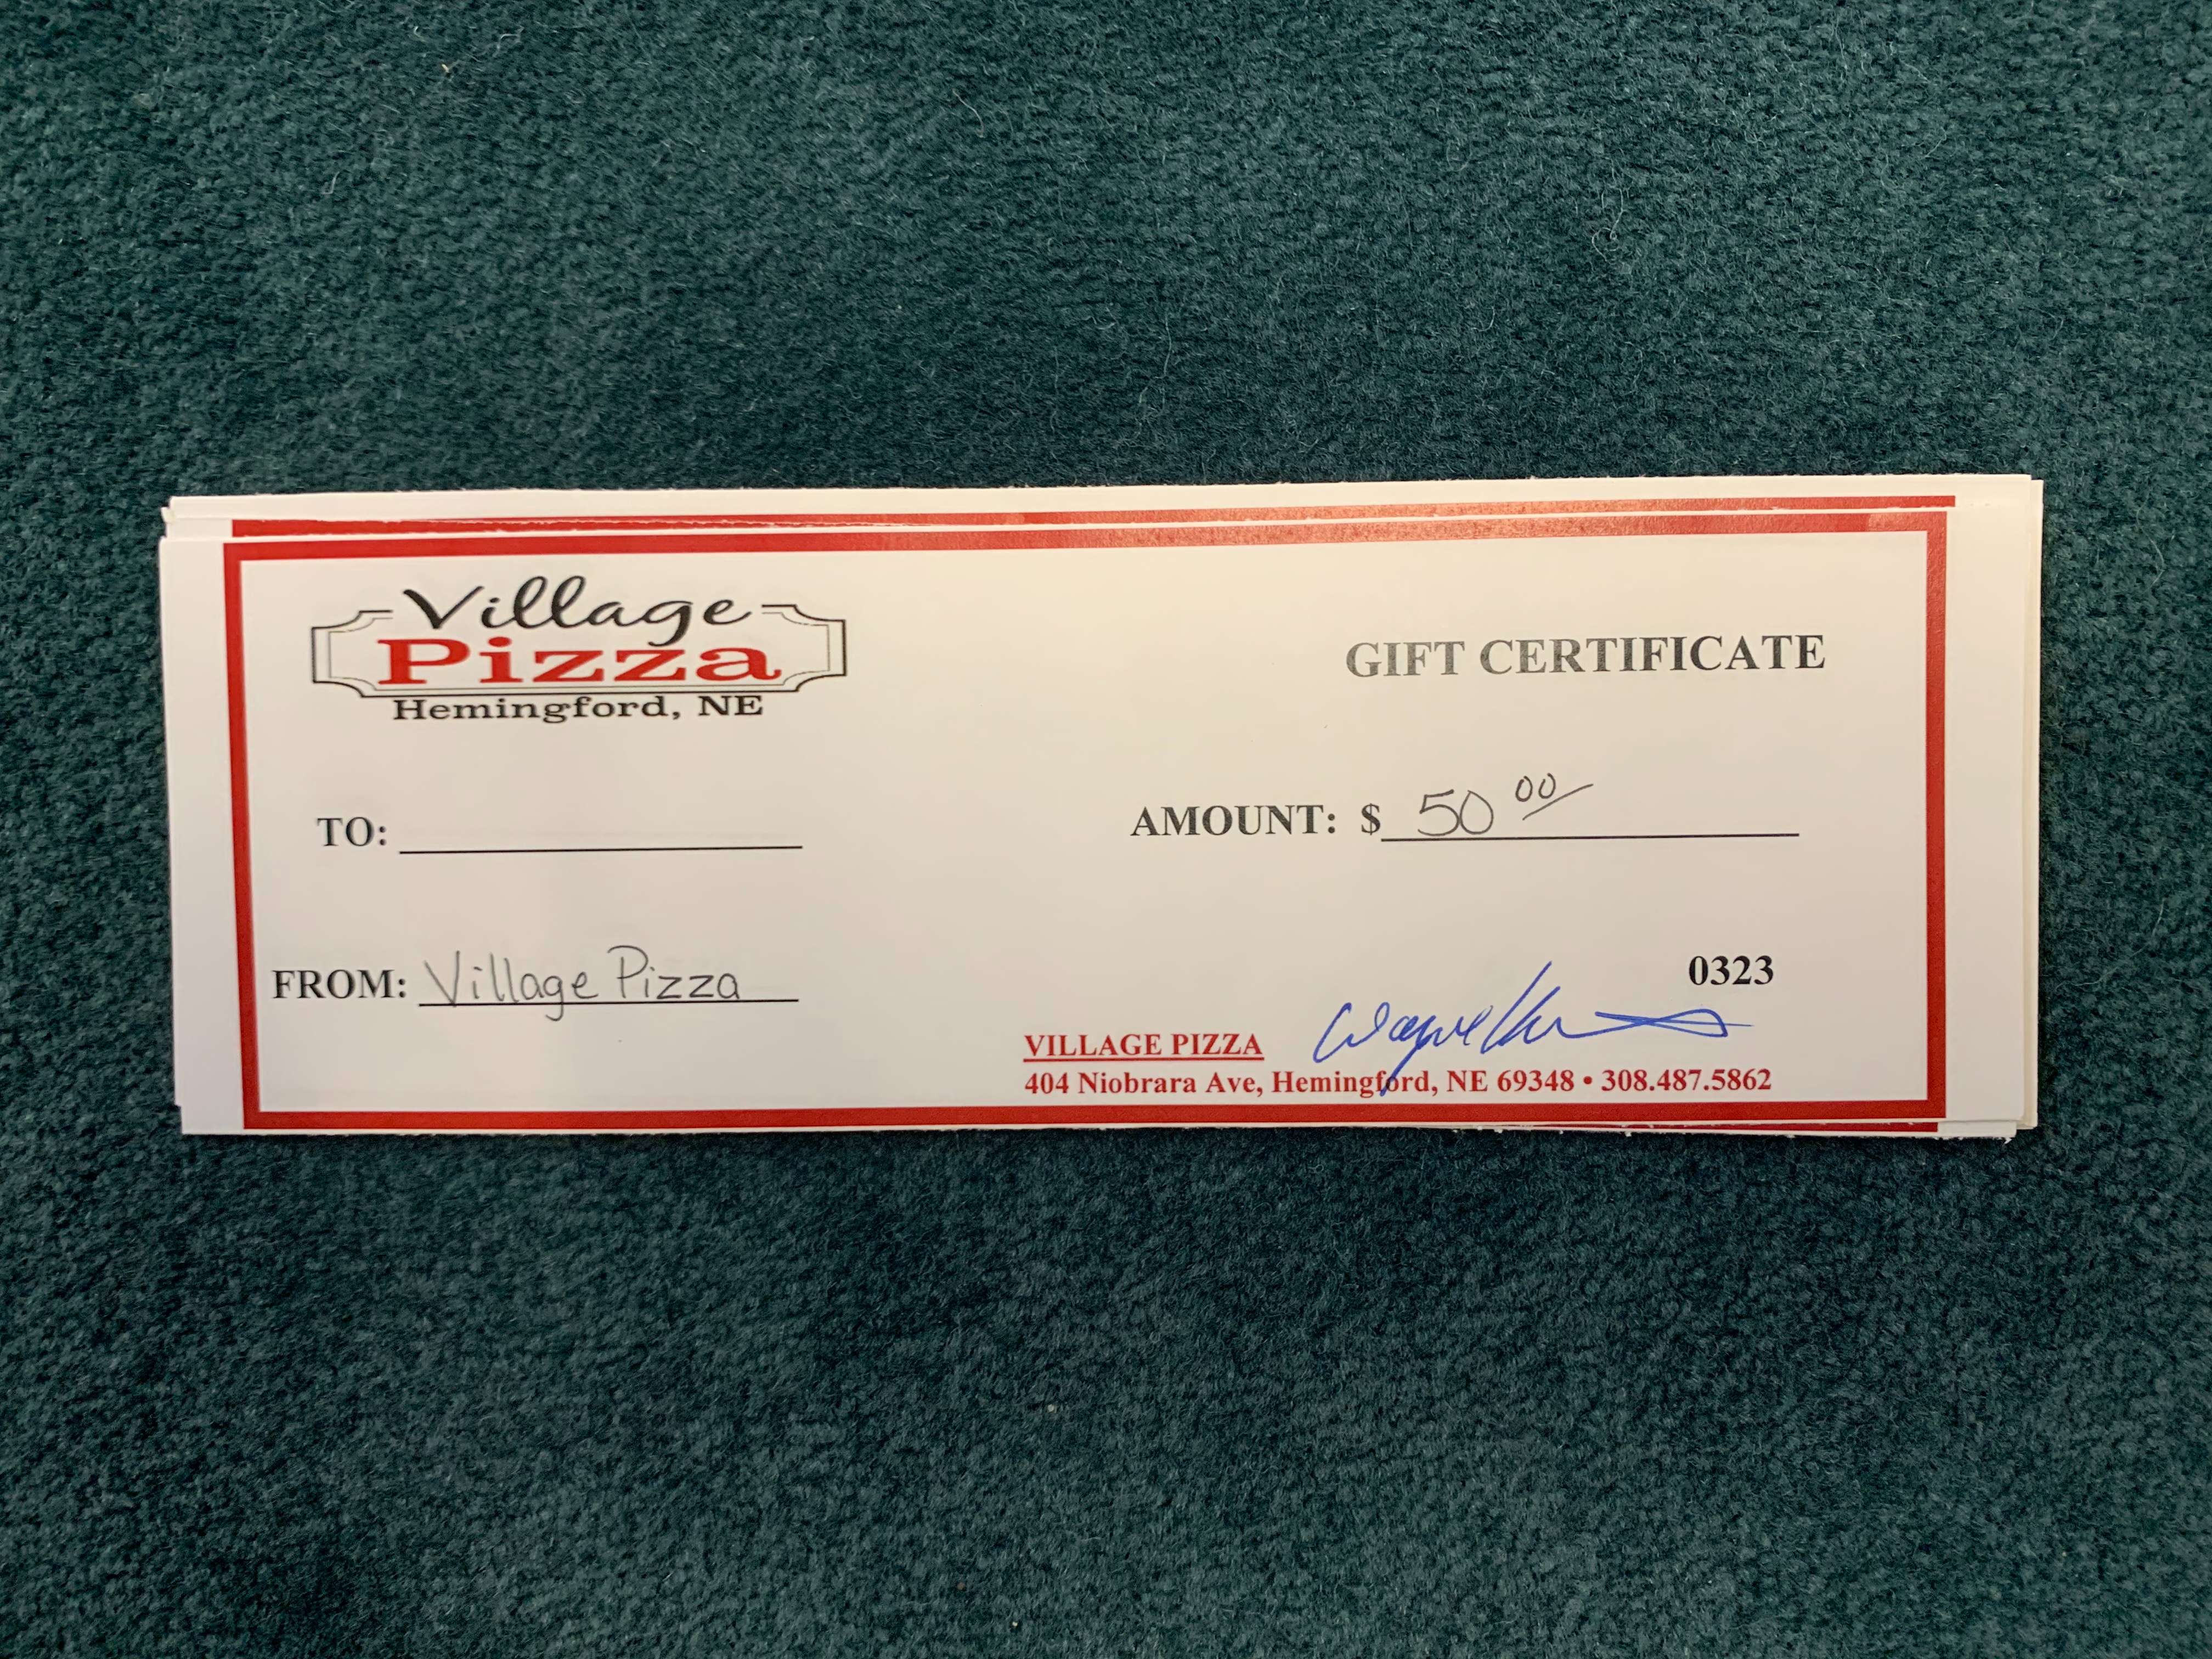 Village
Pizza
Hemingford, NE
GIFT CERTIFICATE
TO:
AMOUNT: $ 50 00/
FROM: Village Pizza
0323
Wayne
VILLAGE PIZZA
404 Niobrara Ave, Hemingford, NE 69348 • 308.487.5862